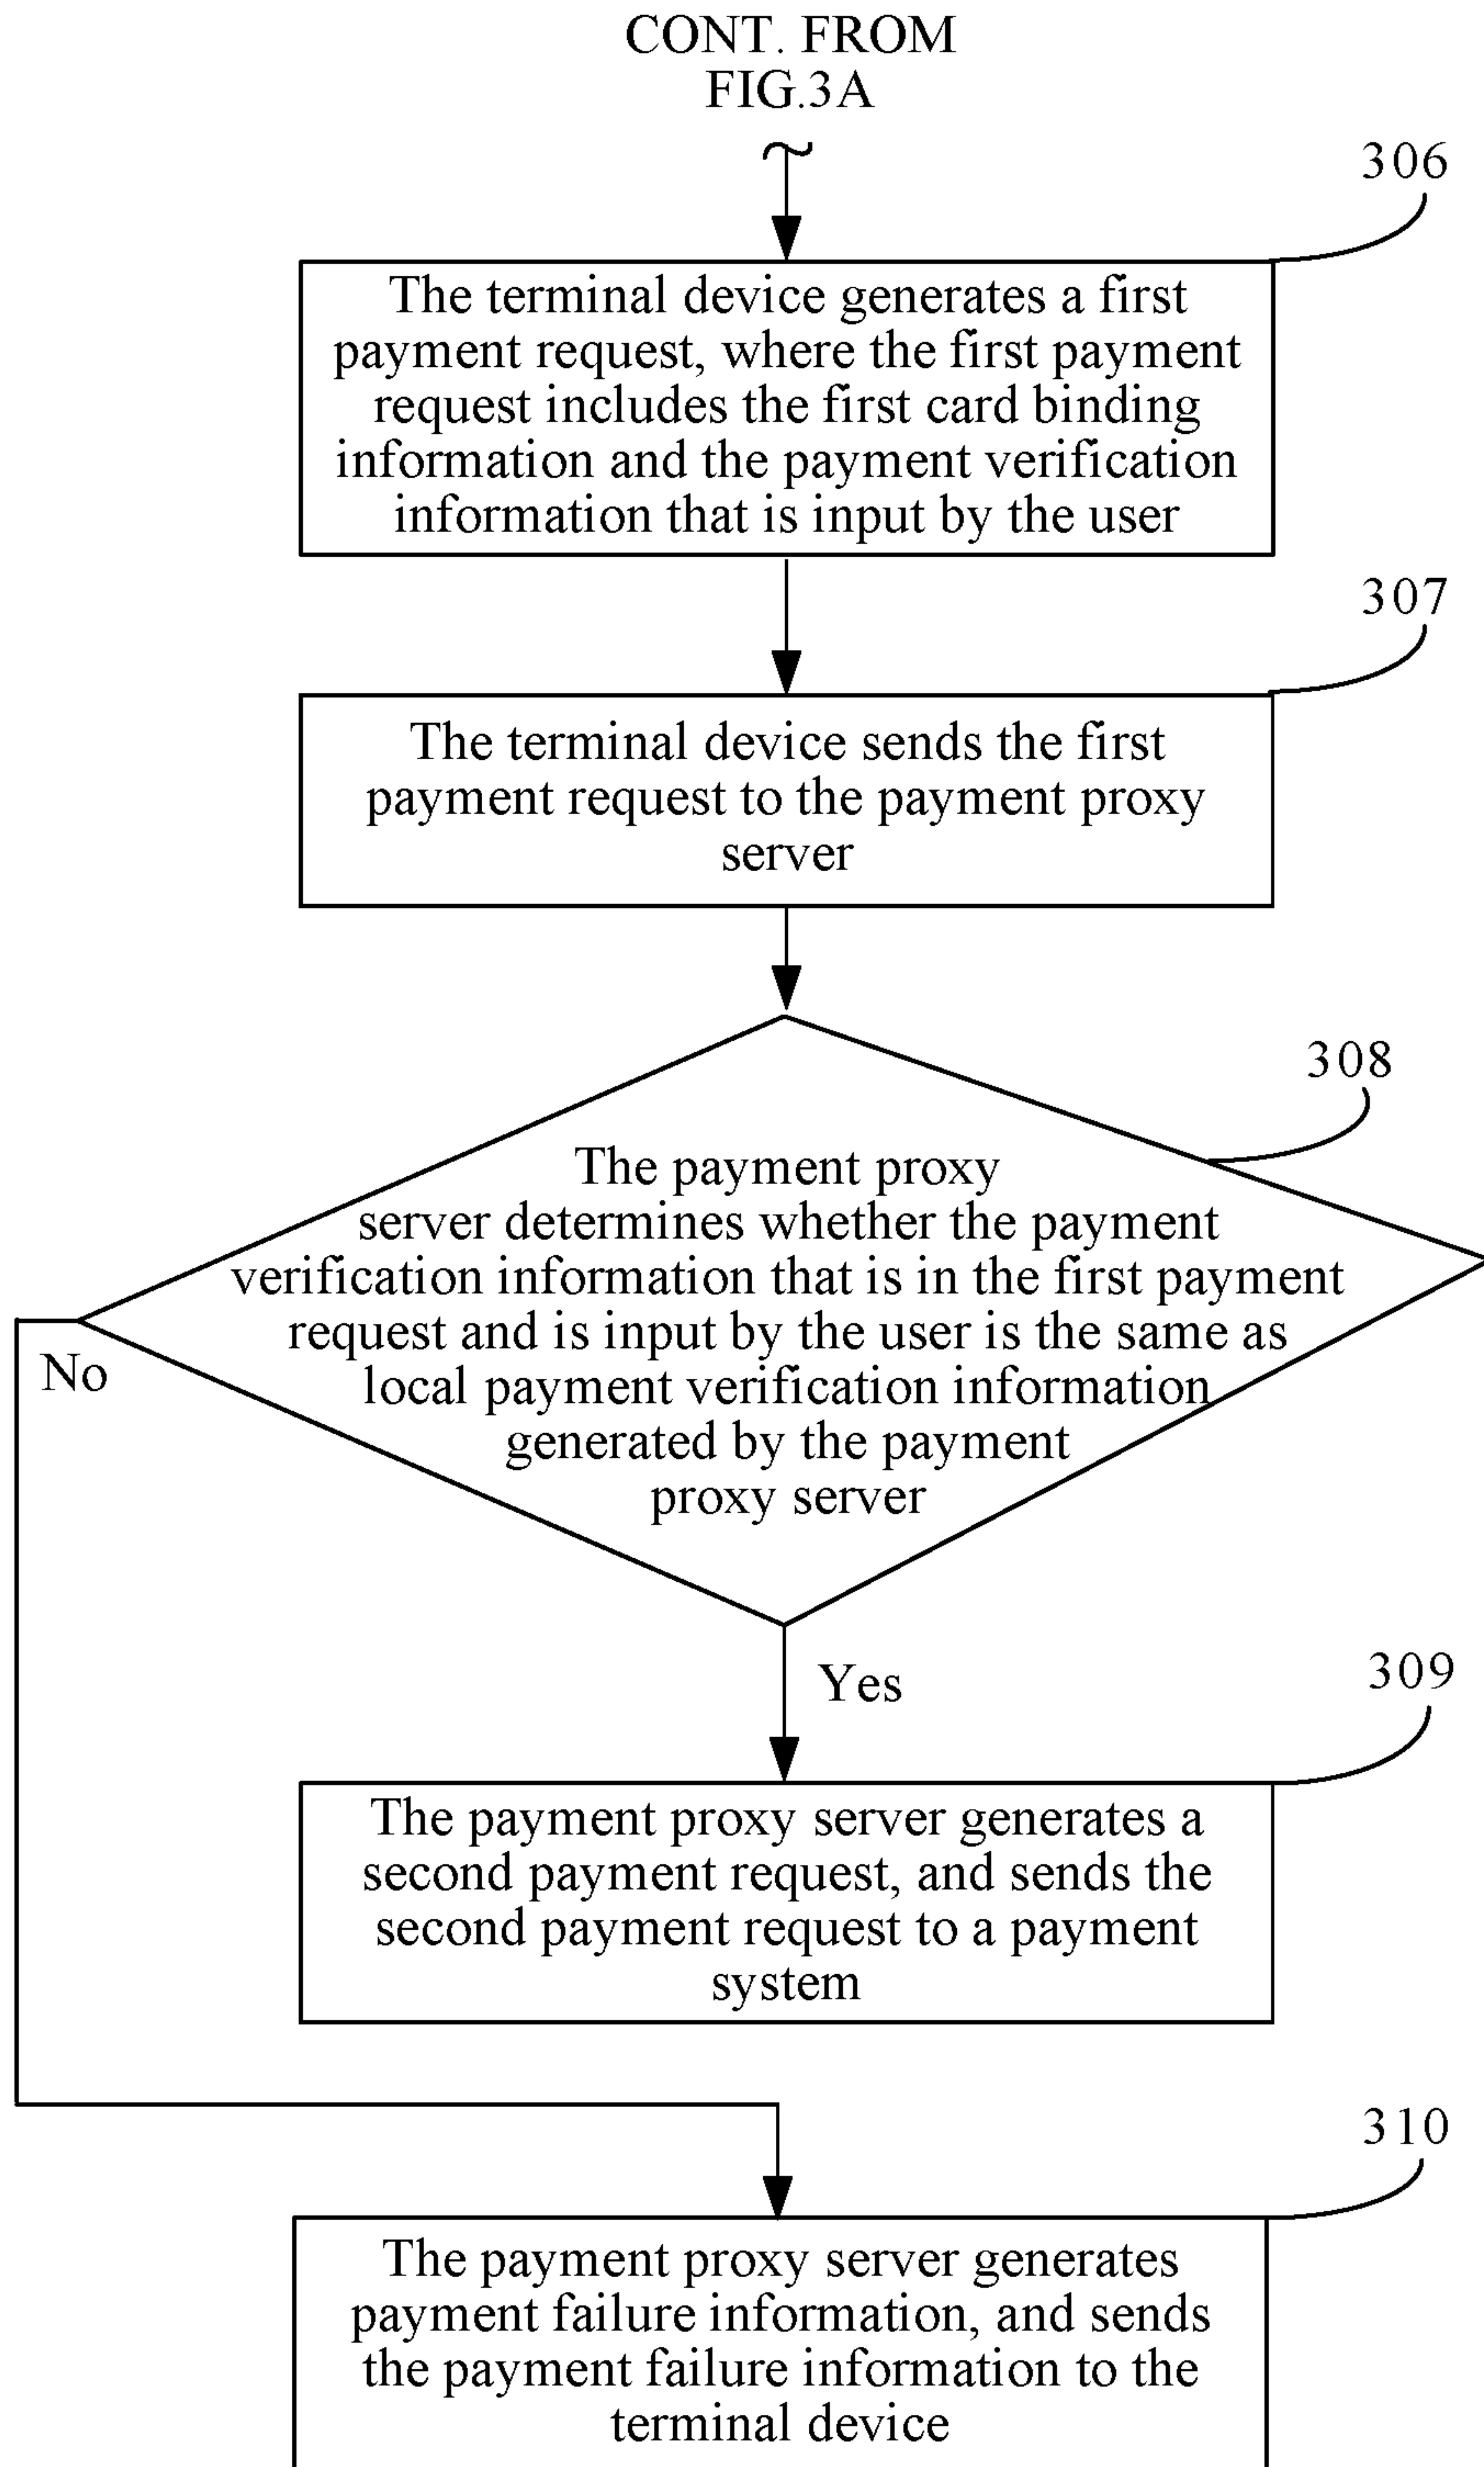 CONT. FROM
FIG.3A
306
The terminal device generates a first
payment request, where the first payment
request includes the first card binding
information and the payment verification
information that is input by the user
307
The terminal device sends the first
payment request to the payment proxy
server
308
The payment proxy
server determines whether the payment
verification information that is in the first payment
request and is input by the user is the same as
local payment verification information
generated by the payment
proxy server
No
Yes
309
The payment proxy server generates a
second payment request, and sends the
second payment request to a payment
system
310
The payment proxy server generates
payment failure information, and sends
the payment failure information to the
terminal device